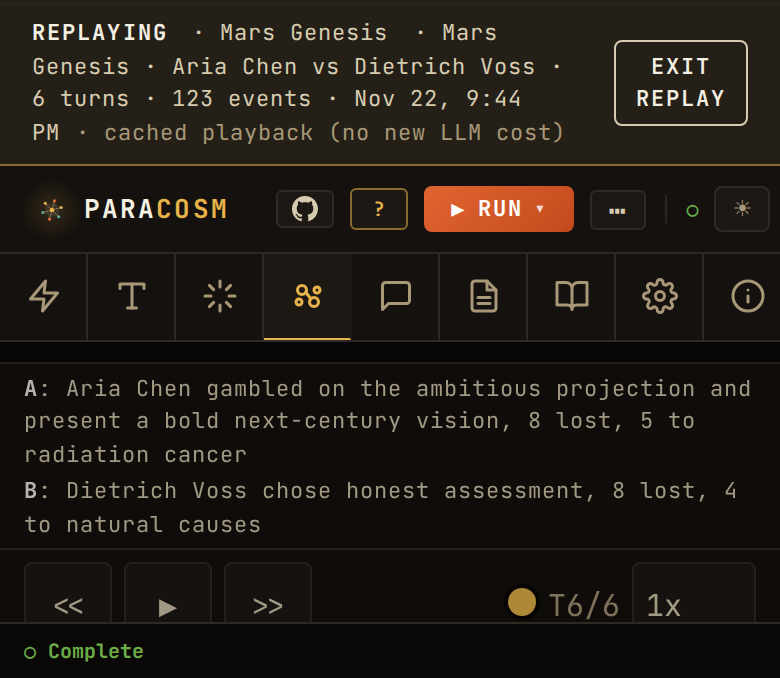 REPLAYING · Mars Genesis · Mars
Genesis · Aria Chen vs Dietrich Voss ·
6 turns · 123 events · Nov 22, 9:44
PM · cached playback (no new LLM cost)
EXIT
REPLAY
PARACOSM
?
▶ RUN ▾
…
A: Aria Chen gambled on the ambitious projection and
present a bold next-century vision, 8 lost, 5 to
radiation cancer
B: Dietrich Voss chose honest assessment, 8 lost, 4
to natural causes
<< ▶ >> T6/6 1x
○ Complete